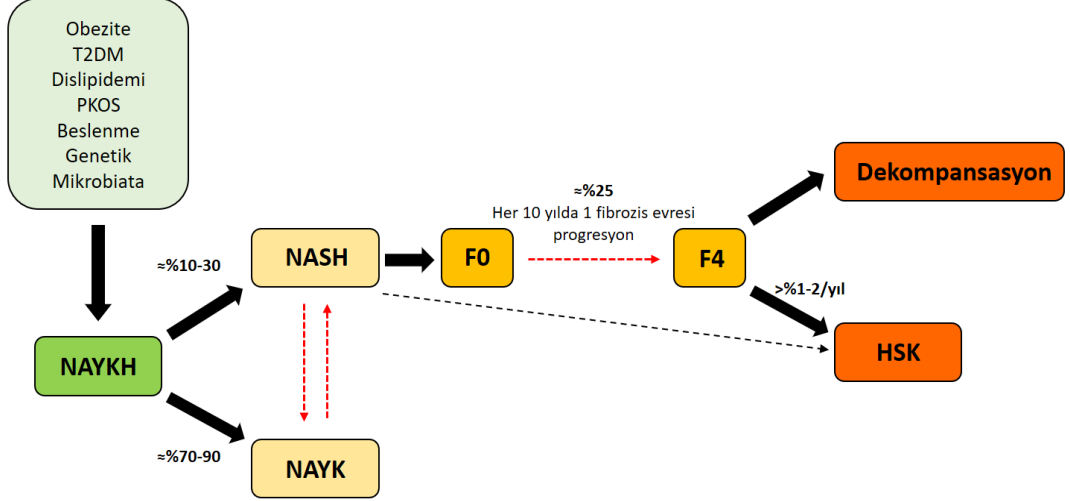 Obezite
T2DM
Dislipidemi
PKOS
Beslenme
Genetik
Mikrobiata
NAYKH
≈%10-30
≈%70-90
NASH
NAYK
F0
≈%25
Her 10 yılda 1 fibrozis evresi
progresyon
F4
Dekompansasyon
>%1-2/yıl
HSK